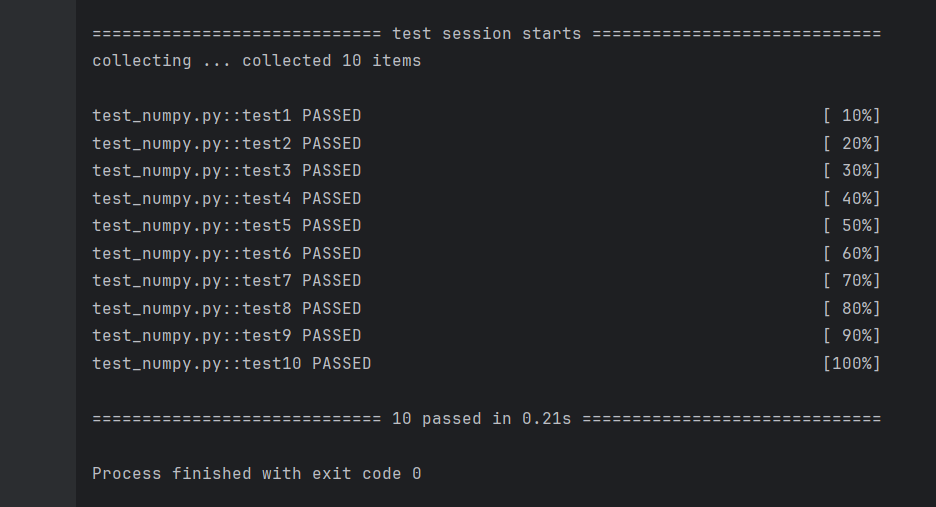 ============================= test session starts =============================
collecting ... collected 10 items
test_numpy.py::test1 PASSED [ 10%]
test_numpy.py::test2 PASSED [ 20%]
test_numpy.py::test3 PASSED [ 30%]
test_numpy.py::test4 PASSED [ 40%]
test_numpy.py::test5 PASSED [ 50%]
test_numpy.py::test6 PASSED [ 60%]
test_numpy.py::test7 PASSED [ 70%]
test_numpy.py::test8 PASSED [ 80%]
test_numpy.py::test9 PASSED [ 90%]
test_numpy.py::test10 PASSED [100%]
============================= 10 passed in 0.21s ==============================
Process finished with exit code 0